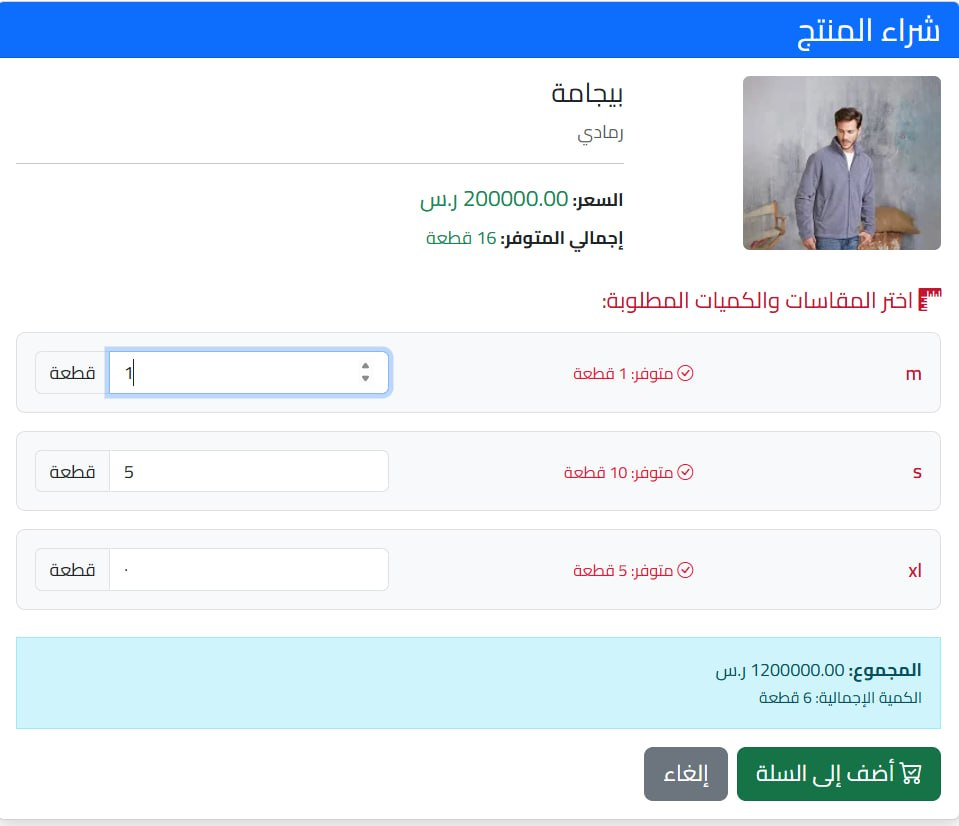 شراء المنتج
بيجامة
رمادي
السعر: 200000.00 ر.س
إجمالي المتوفر: 16 قطعة
اختر المقاسات والكميات المطلوبة:
m متوفر: 1 قطعة 1 قطعة
s متوفر: 10 قطعة 5 قطعة
xl متوفر: 5 قطعة ٠ قطعة
المجموع: 1200000.00 ر.س
الكمية الإجمالية: 6 قطعة
أضف إلى السلة إلغاء